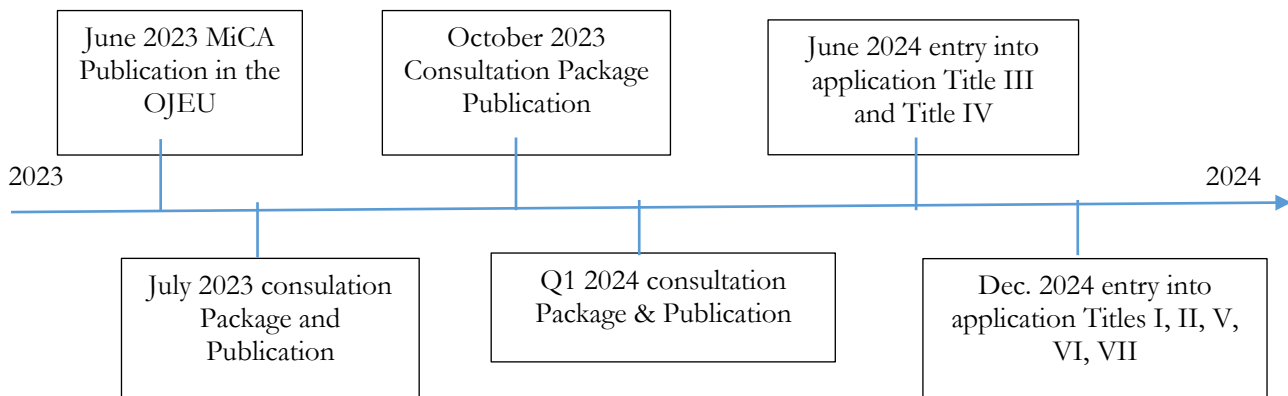 June 2023 MiCA
Publication in the
OJEU
October 2023
Consultation Package
Publication
June 2024 entry into
application Title III
and Title IV
2023
2024
July 2023 consulation
Package and
Publication
Q1 2024 consultation
Package & Publication
Dec. 2024 entry into
application Titles I, II, V,
VI, VII